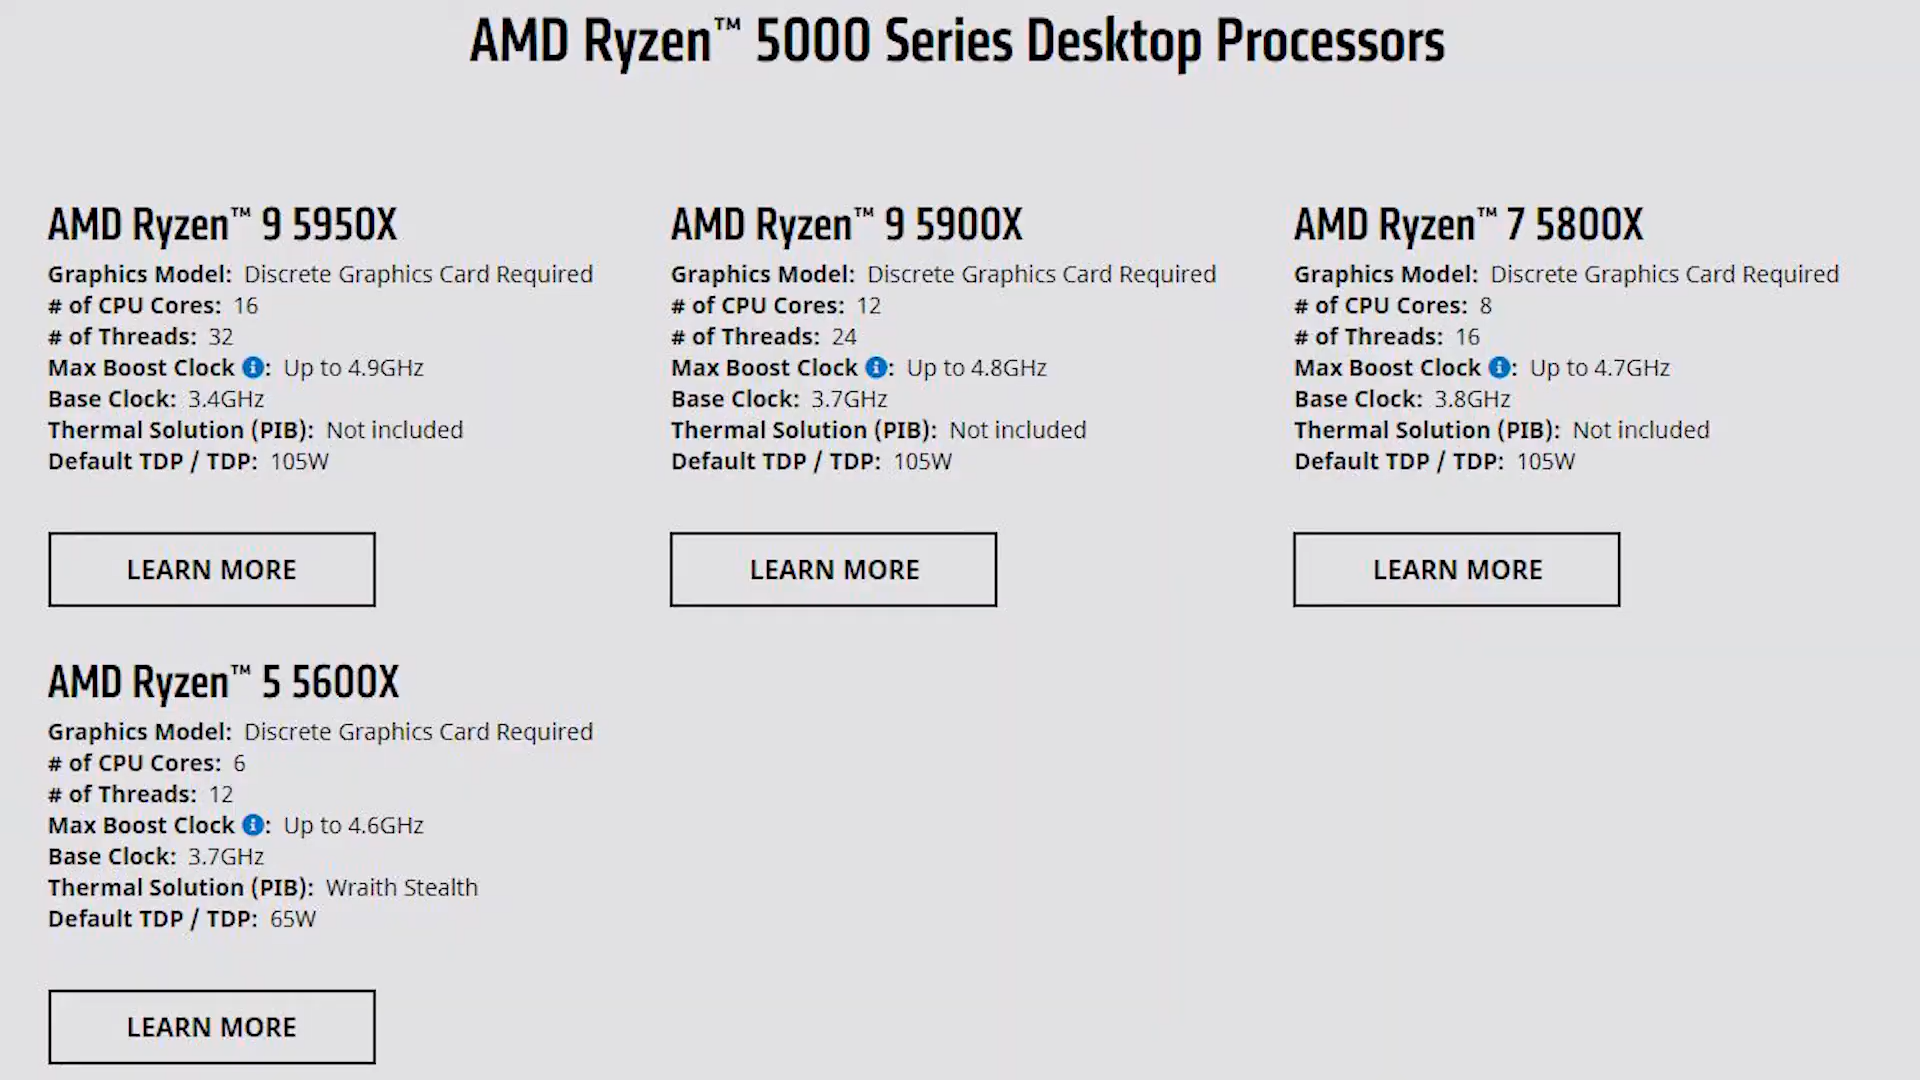 AMD Ryzen™ 5000 Series Desktop Processors
AMD Ryzen™ 9 5950X
Graphics Model: Discrete Graphics Card Required
# of CPU Cores: 16
# of Threads: 32
Max Boost Clock i: Up to 4.9GHz
Base Clock: 3.4GHz
Thermal Solution (PIB): Not included
Default TDP / TDP: 105W
LEARN MORE
AMD Ryzen™ 9 5900X
Graphics Model: Discrete Graphics Card Required
# of CPU Cores: 12
# of Threads: 24
Max Boost Clock i: Up to 4.8GHz
Base Clock: 3.7GHz
Thermal Solution (PIB): Not included
Default TDP / TDP: 105W
LEARN MORE
AMD Ryzen™ 7 5800X
Graphics Model: Discrete Graphics Card Required
# of CPU Cores: 8
# of Threads: 16
Max Boost Clock i: Up to 4.7GHz
Base Clock: 3.8GHz
Thermal Solution (PIB): Not included
Default TDP / TDP: 105W
LEARN MORE
AMD Ryzen™ 5 5600X
Graphics Model: Discrete Graphics Card Required
# of CPU Cores: 6
# of Threads: 12
Max Boost Clock i: Up to 4.6GHz
Base Clock: 3.7GHz
Thermal Solution (PIB): Wraith Stealth
Default TDP / TDP: 65W
LEARN MORE